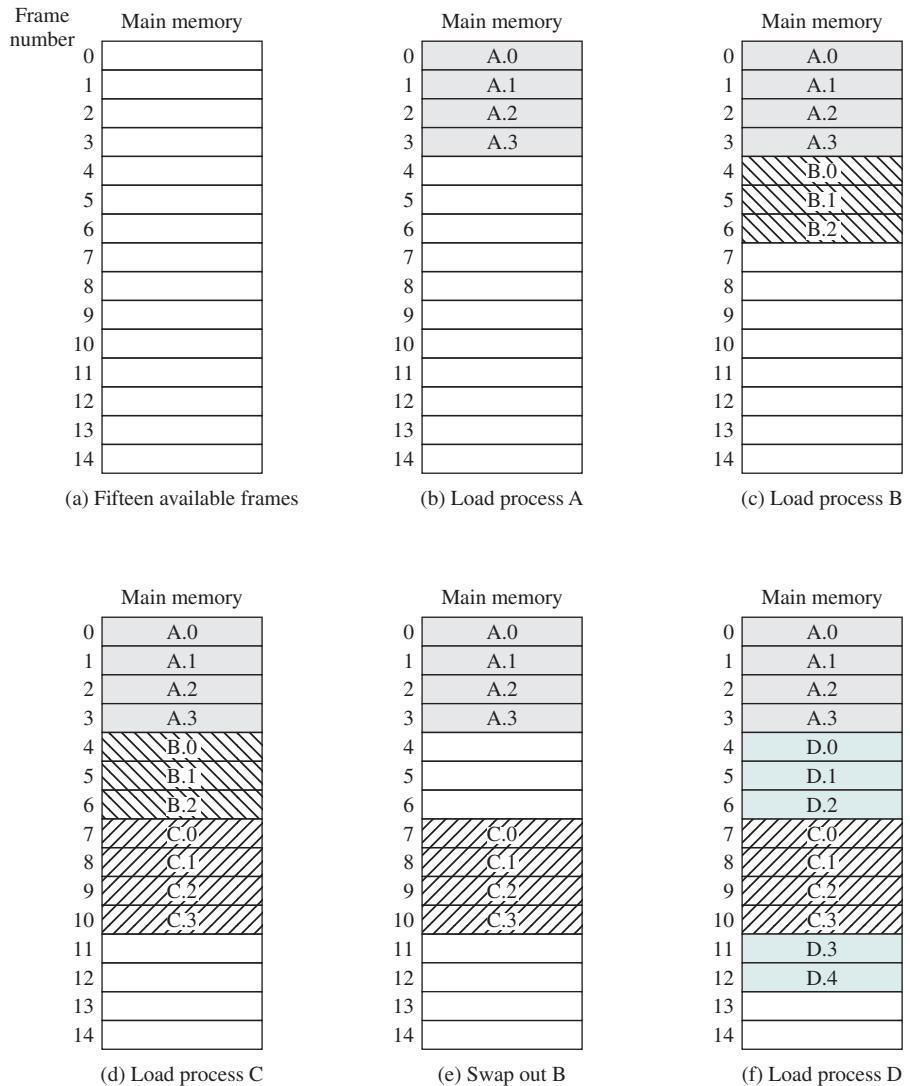 Frame
number
Main memory
0
1
2
3
4
5
6
7
8
9
10
11
12
13
14
(a) Fifteen available frames
Main memory
0 A.0
1 A.1
2 A.2
3 A.3
4
5
6
7
8
9
10
11
12
13
14
(b) Load process A
Main memory
0 A.0
1 A.1
2 A.2
3 A.3
4 B.0
5 B.1
6 B.2
7
8
9
10
11
12
13
14
(c) Load process B
Main memory
0 A.0
1 A.1
2 A.2
3 A.3
4 B.0
5 B.1
6 B.2
7 C.0
8 C.1
9 C.2
10 C.3
11
12
13
14
(d) Load process C
Main memory
0 A.0
1 A.1
2 A.2
3 A.3
4
5
6
7 C.0
8 C.1
9 C.2
10 C.3
11
12
13
14
(e) Swap out B
Main memory
0 A.0
1 A.1
2 A.2
3 A.3
4 D.0
5 D.1
6 D.2
7 C.0
8 C.1
9 C.2
10 C.3
11 D.3
12 D.4
13
14
(f) Load process D